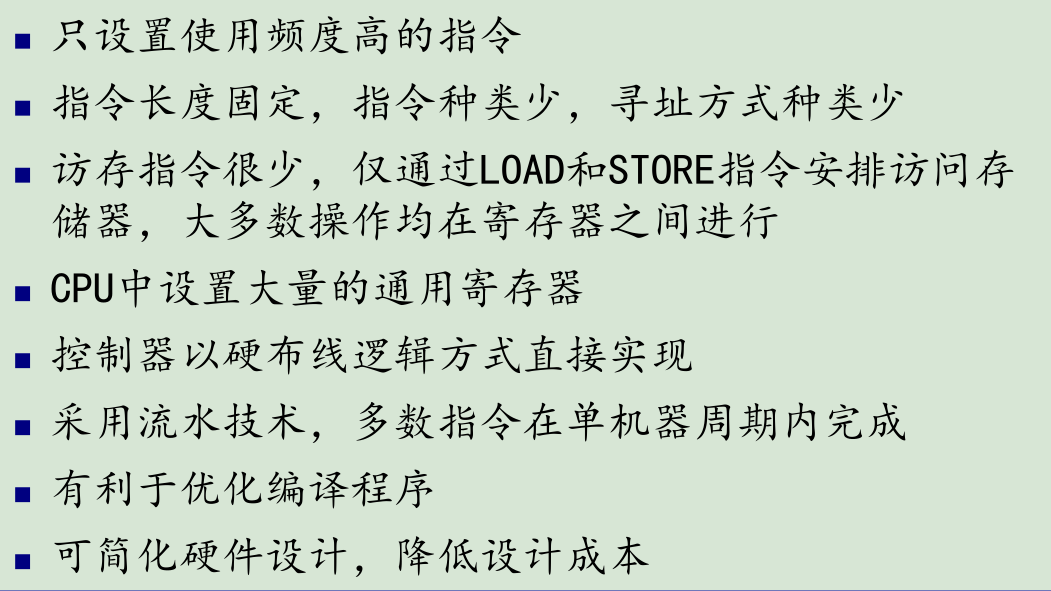 ■ 只设置使用频度高的指令
■ 指令长度固定，指令种类少，寻址方式种类少
■ 访存指令很少，仅通过LOAD和STORE指令安排访问存
储器，大多数操作均在寄存器之间进行
■ CPU中设置大量的通用寄存器
■ 控制器以硬布线逻辑方式直接实现
■ 采用流水技术，多数指令在单机器周期内完成
■ 有利于优化编译程序
■ 可简化硬件设计，降低设计成本